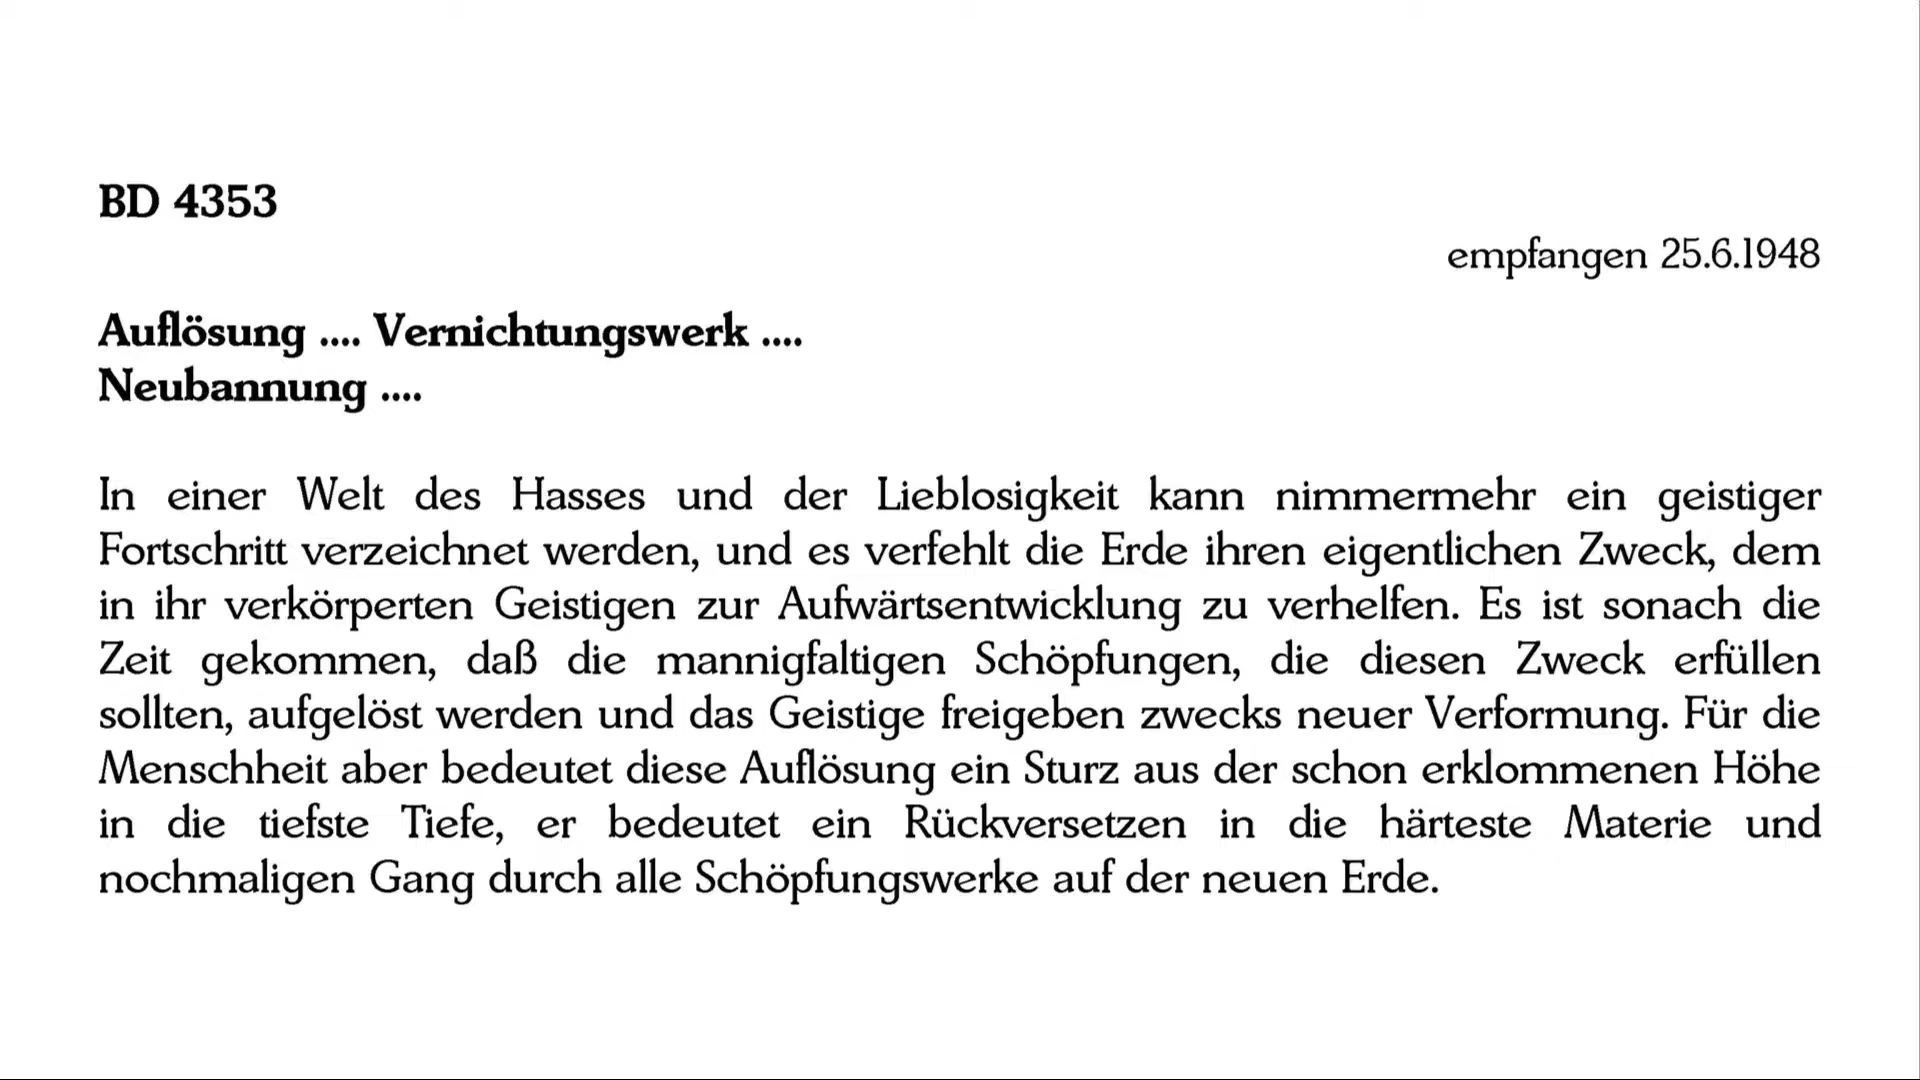 BD 4353
empfangen 25.6.1948
Auflösung .... Vernichtungswerk ....
Neubannung ....
In einer Welt des Hasses und der Lieblosigkeit kann nimmermehr ein geistiger
Fortschritt verzeichnet werden, und es verfehlt die Erde ihren eigentlichen Zweck, dem
in ihr verkörperten Geistigen zur Aufwärtsentwicklung zu verhelfen. Es ist sonach die
Zeit gekommen, daß die mannigfaltigen Schöpfungen, die diesen Zweck erfüllen
sollten, aufgelöst werden und das Geistige freigeben zwecks neuer Verformung. Für die
Menschheit aber bedeutet diese Auflösung ein Sturz aus der schon erklommenen Höhe
in die tiefste Tiefe, er bedeutet ein Rückversetzen in die härteste Materie und
nochmaligen Gang durch alle Schöpfungswerke auf der neuen Erde.